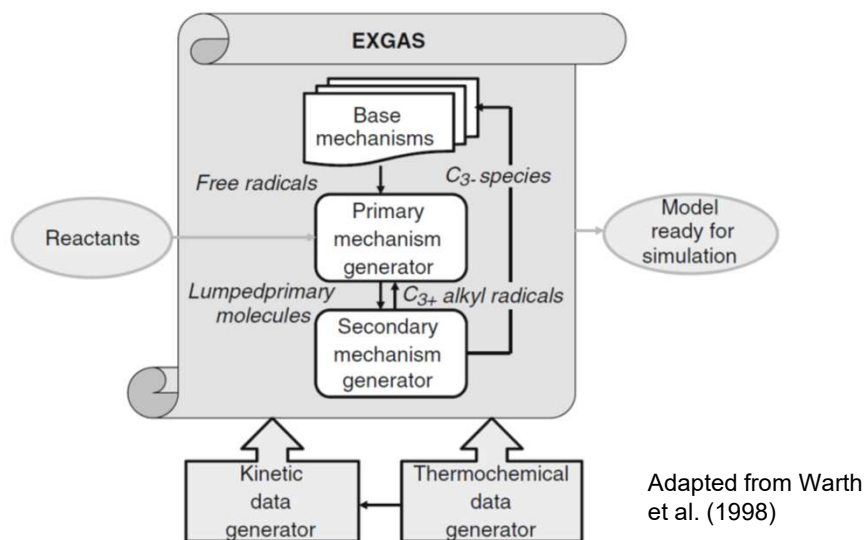 EXGAS
Base
mechanisms
Free radicals
C3- species
Primary
mechanism
generator
Reactants
Model
ready for
simulation
Lumpedprimary
molecules
C3+ alkyl radicals
Secondary
mechanism
generator
Kinetic
data
generator
Thermochemical
data
generator
Adapted from Warth
et al. (1998)